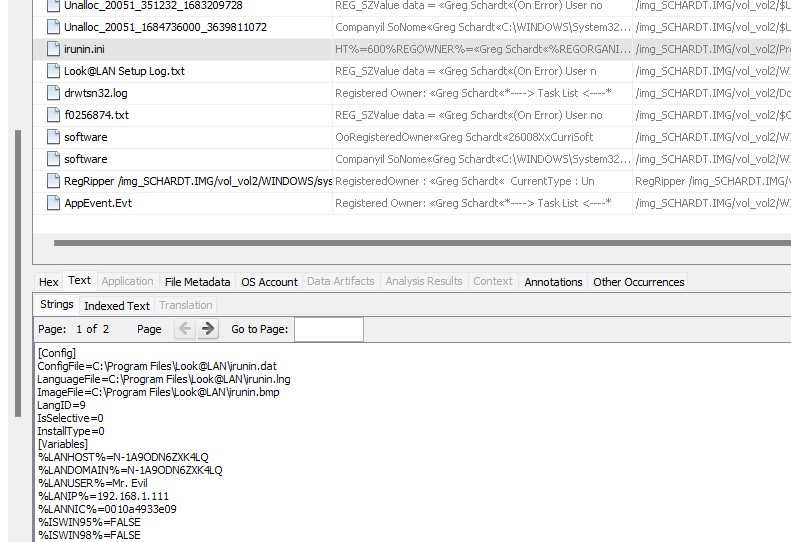 Unalloc_20051_351232_1683209728 REG_SZValue data = «Greg Schardt«(On Error) User n /img_SCHARDT.IMG/vol_vol2/$U
Unalloc_20051_1684736000_3639811072 Companyil SoNome«Greg Schardt«C:\WINDOWS\System32... /img_SCHARDT.IMG/vol_vol2/$U
irunin.ini HT%=600%REGOWNER%=«Greg Schardt«%REGORGANI... /img_SCHARDT.IMG/vol_vol2/Pro
Look@LAN Setup Log.txt REG_SZValue data = «Greg Schardt«(On Error) User n /img_SCHARDT.IMG/vol_vol2/WI
drwtsn32.log Registered Owner: «Greg Schardt«*----> Task List <----* /img_SCHARDT.IMG/vol_vol2/Do
f0256874.txt REG_SZValue data = «Greg Schardt«(On Error) User no /img_SCHARDT.IMG/vol_vol2/$C
software OoRegisteredOwner«Greg Schardt«26008XxCurriSoft /img_SCHARDT.IMG/vol_vol2/WI
software Companyil SoNome«Greg Schardt«C:\WINDOWS\System32... /img_SCHARDT.IMG/vol_vol2/WI
RegRipper /img_SCHARDT.IMG/vol_vol2/WINDOWS/sys RegisteredOwner : «Greg Schardt« CurrentType : Un RegRipper /img_SCHARDT.IMG/
AppEvent.Evt Registered Owner: «Greg Schardt«*----> Task List <----* /img_SCHARDT.IMG/vol_vol2/WI
Hex Text Application File Metadata OS Account Data Artifacts Analysis Results Context Annotations Other Occurrences
Strings Indexed Text Translation
Page: 1 of 2 Page Go to Page:
[Config]
ConfigFile=C:\Program Files\Look@LAN\irunin.dat
LanguageFile=C:\Program Files\Look@LAN\irunin.lng
ImageFile=C:\Program Files\Look@LAN\irunin.bmp
LangID=9
IsSelective=0
InstallType=0
[Variables]
%LANHOST%=N-1A9ODN6ZXK4LQ
%LANDOMAIN%=N-1A9ODN6ZXK4LQ
%LANUSER%=Mr. Evil
%LANIP%=192.168.1.111
%LANNIC%=0010a4933e09
%ISWIN95%=FALSE
%ISWIN98%=FALSE